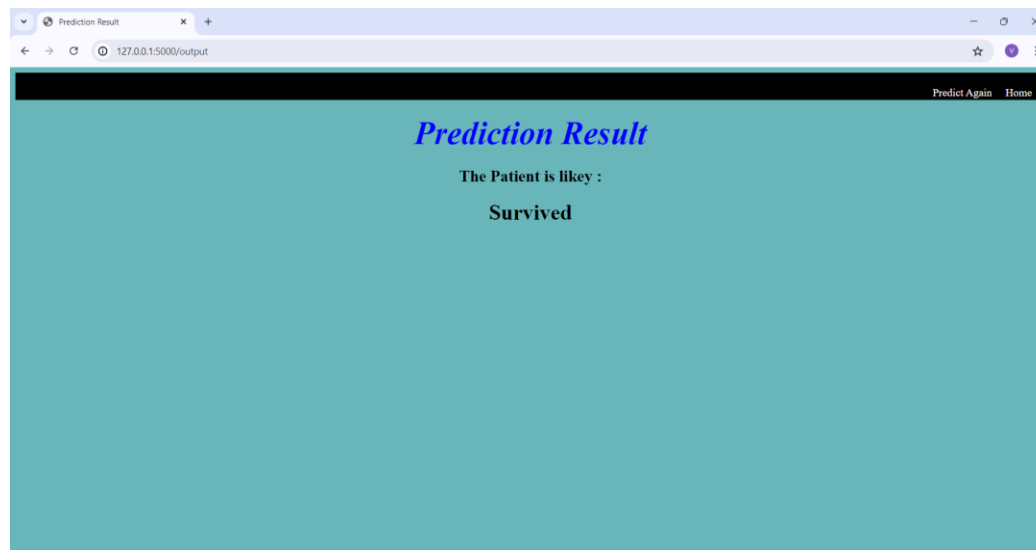 Prediction Result
127.0.0.1:5000/output
V
Predict Again Home
Prediction Result
The Patient is likey :
Survived